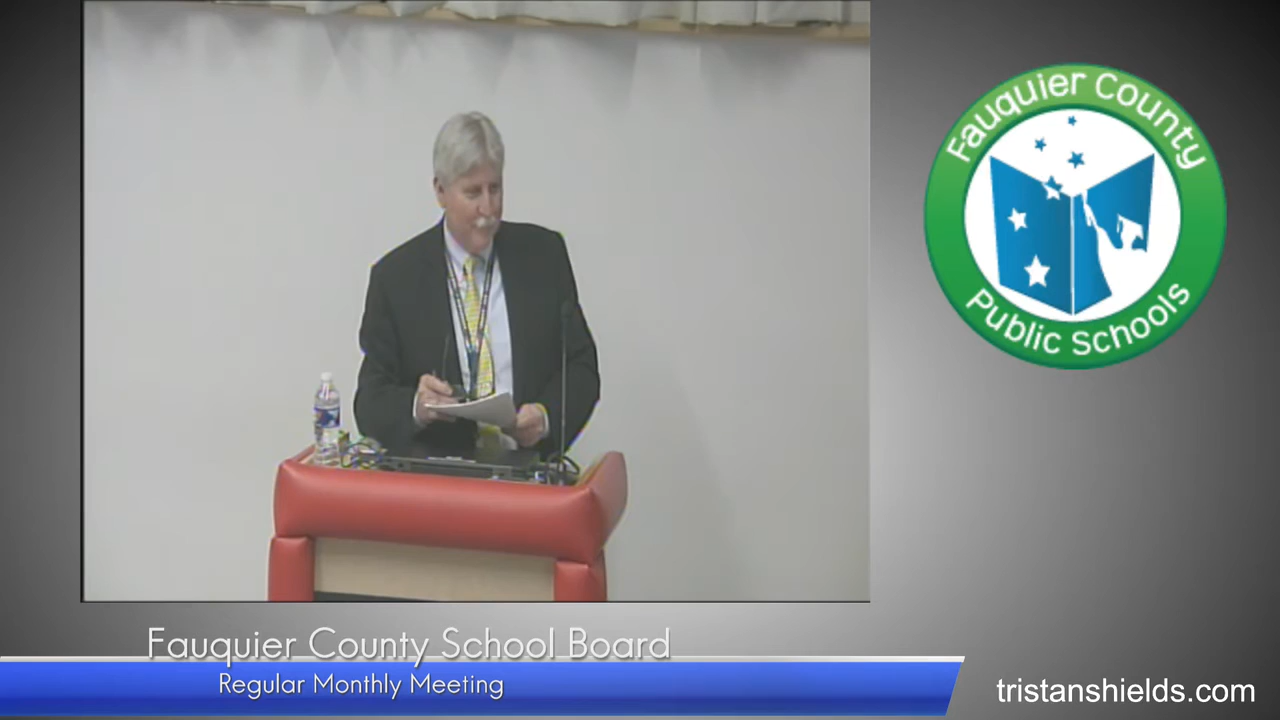 Fauquier County
Public Schools
Fauquier County School Board
Regular Monthly Meeting
tristanshields.com